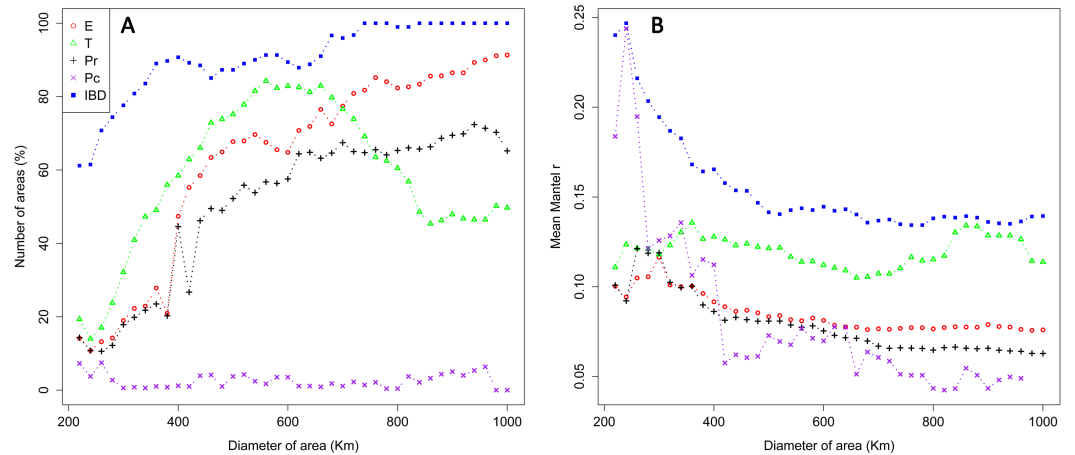 A
E
T
Pr
Pc
IBD
Number of areas (%)
100
80
60
40
20
0
200 400 600 800 1000
Diameter of area (Km)
B
Mean Mantel r
0.25
0.20
0.15
0.10
0.05
200 400 600 800 1000
Diameter of area (Km)